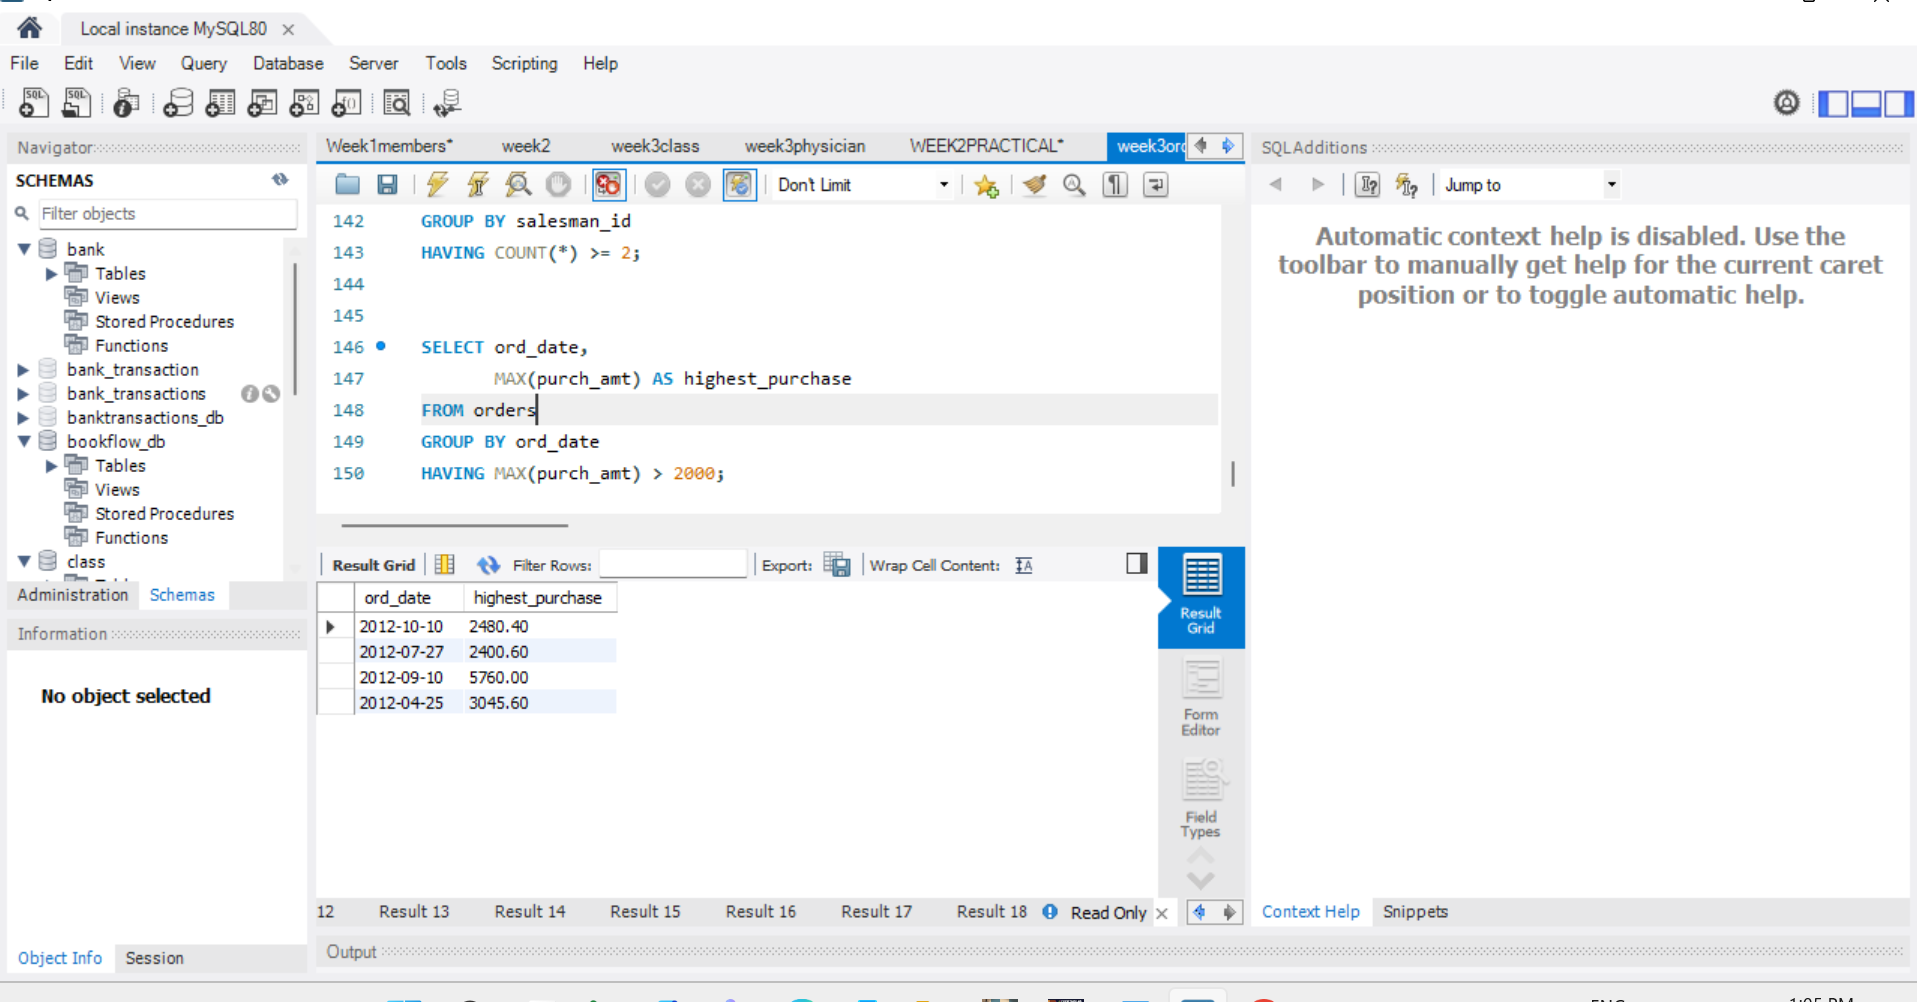 Local instance MySQL80
File Edit View Query Database Server Tools Scripting Help
Navigator
SCHEMAS
Filter objects
bank
Tables
Views
Stored Procedures
Functions
bank_transaction
bank_transactions
banktransactions_db
bookflow_db
Tables
Views
Stored Procedures
Functions
class
Administration Schemas
Information
No object selected
Object Info Session
Week1members* week2 week3class week3physician WEEK2PRACTICAL* week3ord
Don't Limit
142 GROUP BY salesman_id
143 HAVING COUNT(*) >= 2;
144
145
146 SELECT ord_date,
147 MAX(purch_amt) AS highest_purchase
148 FROM orders
149 GROUP BY ord_date
150 HAVING MAX(purch_amt) > 2000;
Result Grid Filter Rows: Export: Wrap Cell Content:
ord_date highest_purchase
2012-10-10 2480.40
2012-07-27 2400.60
2012-09-10 5760.00
2012-04-25 3045.60
Result
Grid
Form
Editor
Field
Types
12 Result 13 Result 14 Result 15 Result 16 Result 17 Result 18 Read Only
Output
SQLAdditions
Jump to
Automatic context help is disabled. Use the
toolbar to manually get help for the current caret
position or to toggle automatic help.
Context Help Snippets